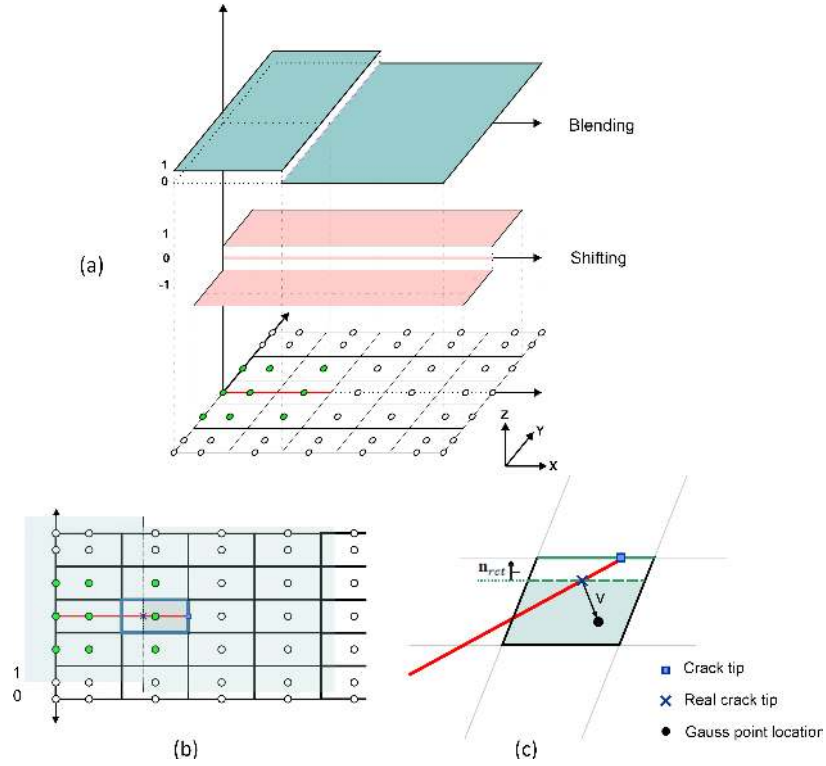 1
0
Blending
1
0
-1
Shifting
(a)
Z
Y
X
1
0
(b)
n_rct
V
(c)
Crack tip
Real crack tip
Gauss point location